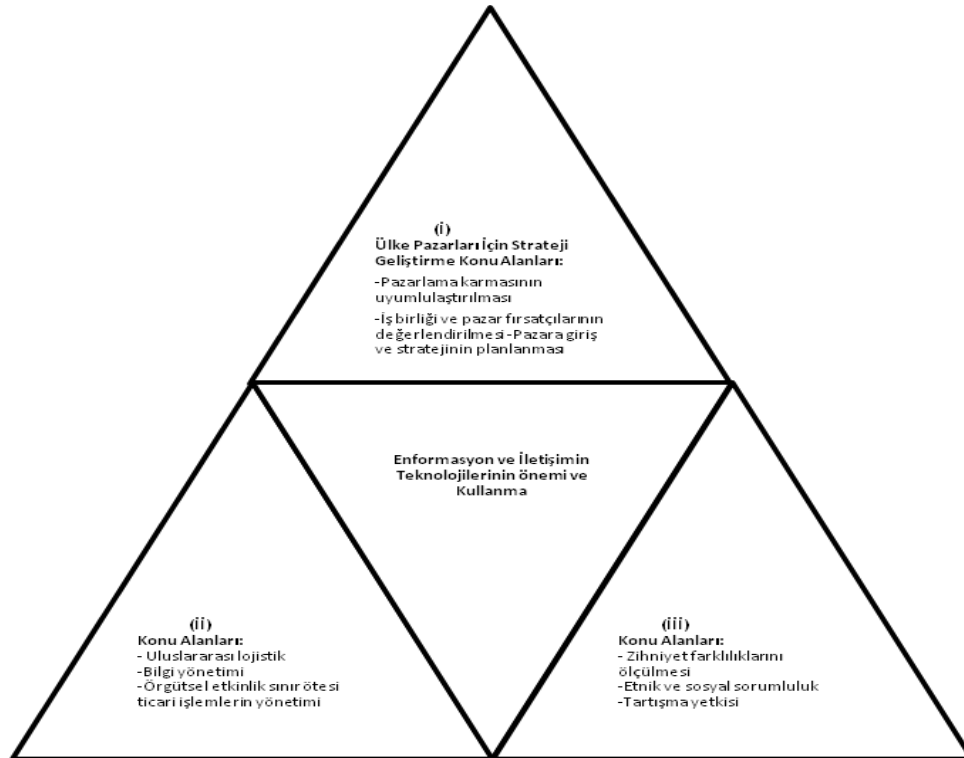 (i)
Ülke Pazarları İçin Strateji
Geliştirme Konu Alanları:
-Pazarlama karmasının
uyumlulaştırılması
-İş birliği ve pazar fırsatçılarının
değerlendirilmesi-Pazara giriş
ve stratejinin planlanması
Enformasyon ve İletişimin
Teknolojilerinin önemi ve
Kullanma
(ii)
Konu Alanları:
- Uluslararası lojistik
-Bilgi yönetimi
-Örgütsel etkinlik sınır ötesi
ticari işlemlerin yönetimi
(iii)
Konu Alanları:
- Zihniyet farklılıklarını
ölçülmesi
-Etnik ve sosyal sorumluluk
-Tartışma yetkisi